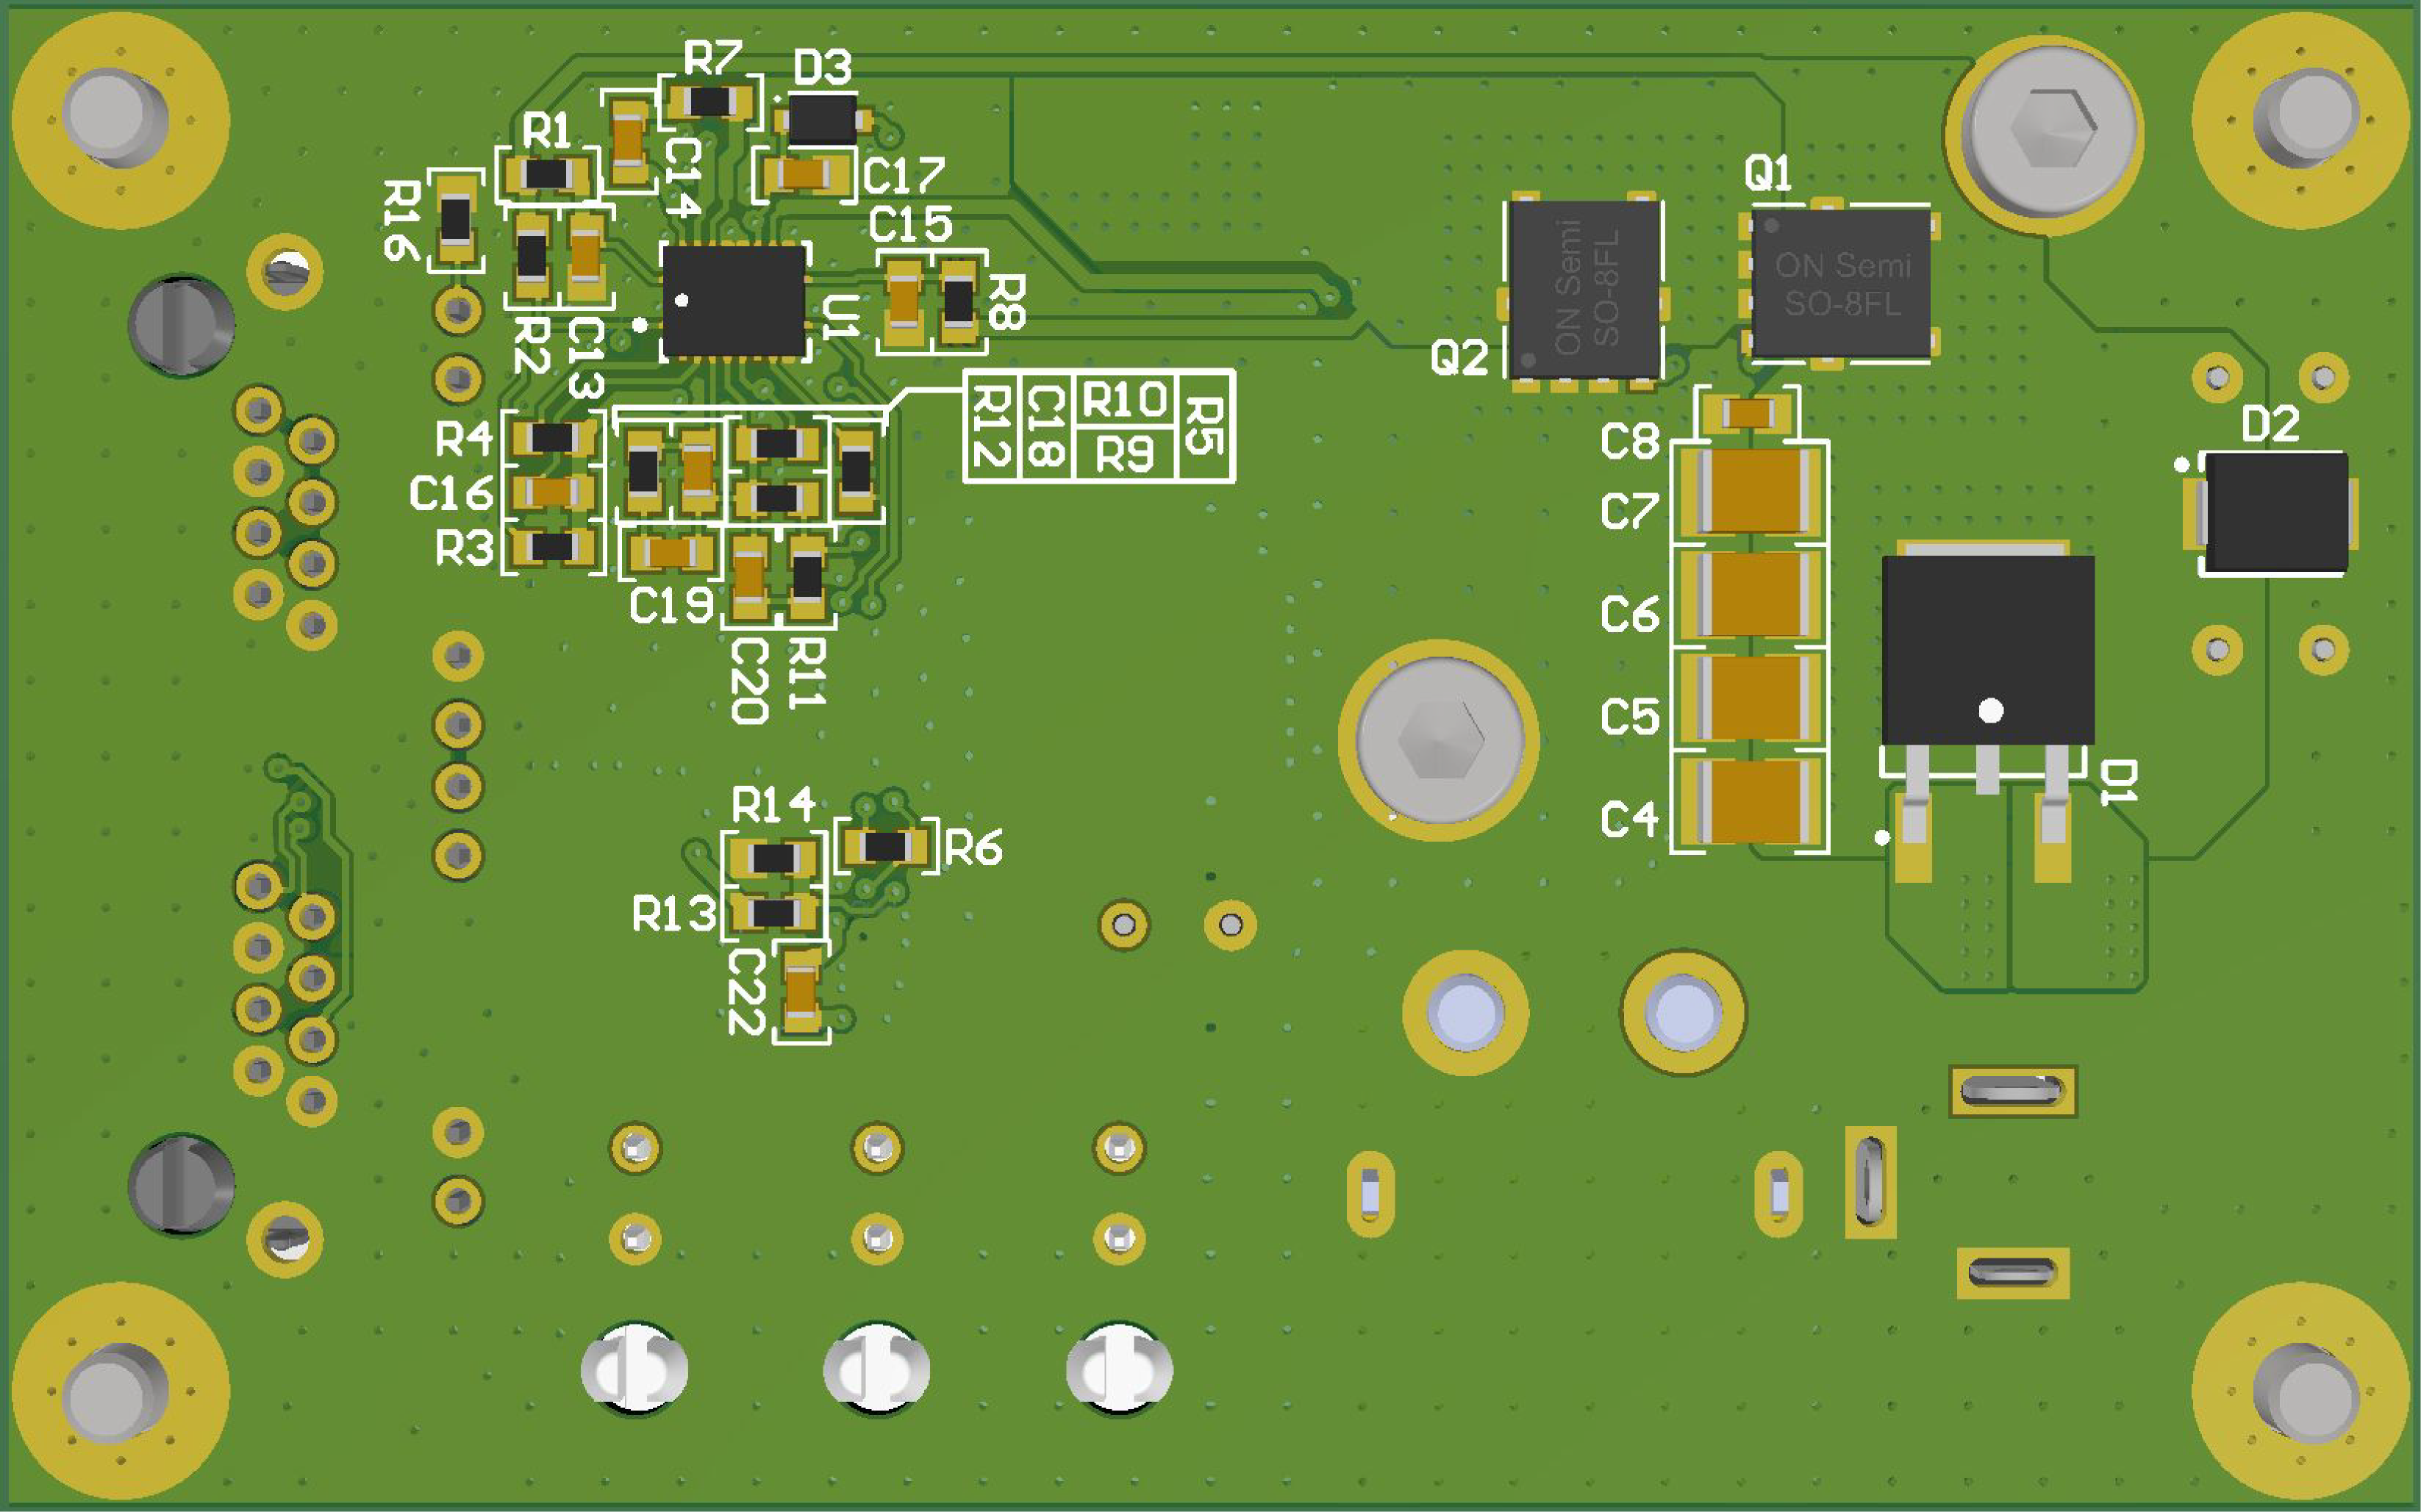 R7
D3
R1
C14
C17
R16
C15
Q1
ON Semi
SO-8FL
ON Semi
SO-8FL
R2
C13
U1
R8
Q2
R12
C18
R10
R9
R5
R4
C16
R3
C8
D2
C7
C19
C6
C20
R11
C5
D1
R14
R6
C4
R13
C22